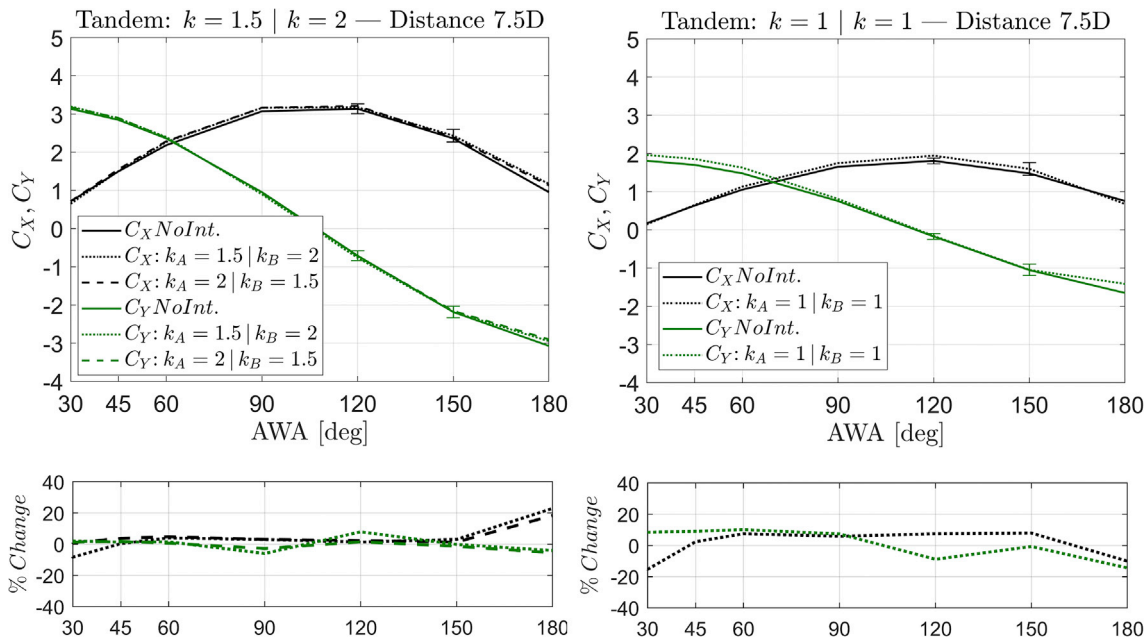 Tandem: k = 1.5 | k = 2 — Distance 7.5D
5
4
3
2
1
0
-1
-2
-3
-4
C_X, C_Y
C_X NoInt.
C_X: k_A = 1.5 | k_B = 2
C_X: k_A = 2 | k_B = 1.5
C_Y NoInt.
C_Y: k_A = 1.5 | k_B = 2
C_Y: k_A = 2 | k_B = 1.5
30 45 60 90 120 150 180
AWA [deg]
Tandem: k = 1 | k = 1 — Distance 7.5D
5
4
3
2
1
0
-1
-2
-3
-4
C_X, C_Y
C_X NoInt.
C_X: k_A = 1 | k_B = 1
C_Y NoInt.
C_Y: k_A = 1 | k_B = 1
30 45 60 90 120 150 180
AWA [deg]
40
20
0
-20
-40
% Change
30 45 60 90 120 150 180
40
20
0
-20
-40
% Change
30 45 60 90 120 150 180